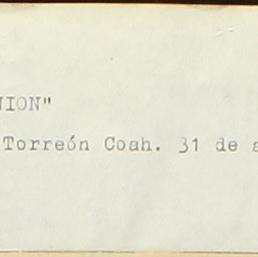 NION"
Torreón Coah. 31 de a